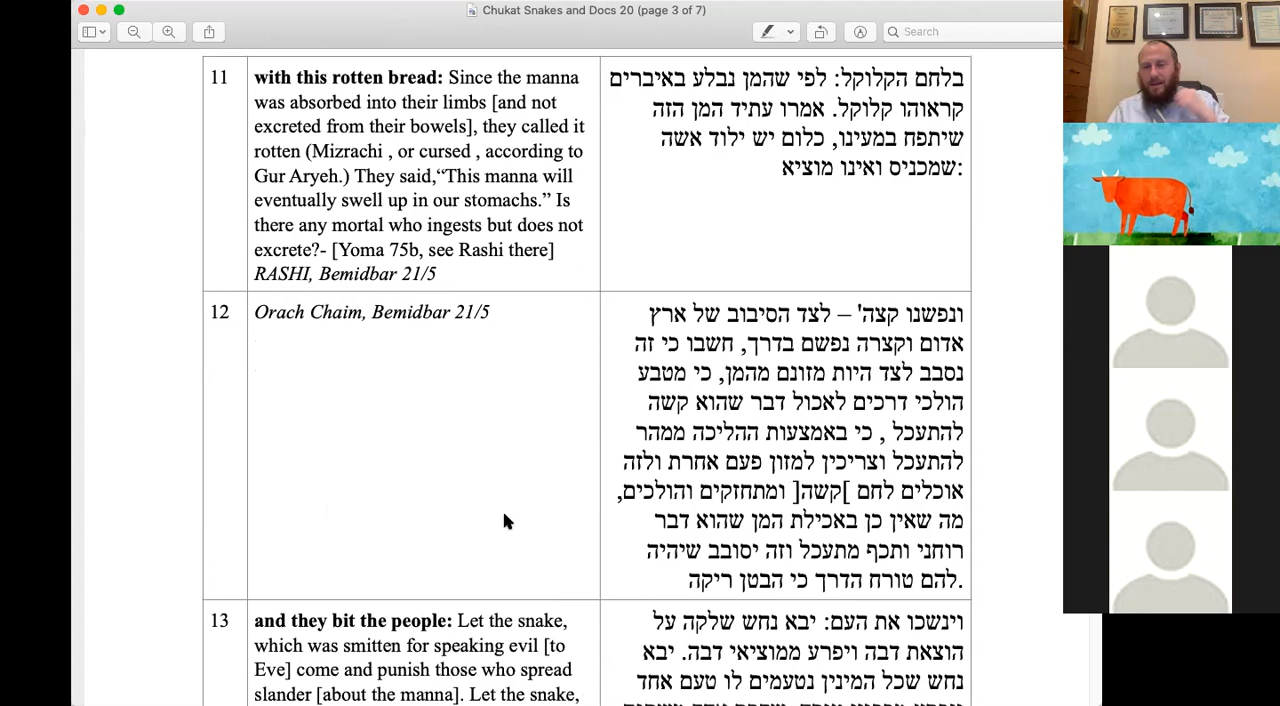 Chukat Snakes and Docs 20 (page 3 of 7)
Search
11
with this rotten bread: Since the manna
was absorbed into their limbs [and not
excreted from their bowels], they called it
rotten (Mizrachi , or cursed , according to
Gur Aryeh.) They said,“This manna will
eventually swell up in our stomachs.” Is
there any mortal who ingests but does not
excrete?- [Yoma 75b, see Rashi there]
RASHI, Bemidbar 21/5
בלחם הקלוקל: לפי שהמן נבלע באיברים
קראוהו קלוקל. אמרו עתיד המן הזה
שיתפח במעינו, כלום יש ילוד אשה
שמכניס ואינו מוציא:
12
Orach Chaim, Bemidbar 21/5
ונפשנו קצה' – לצד הסיבוב של ארץ
אדום וקצרה נפשם בדרך, חשבו כי זה
נסבב לצד היות מזונם מהמן, כי מטבע
הולכי דרכים לאכול דבר שהוא קשה
להתעכל , כי באמצעות ההליכה ממהר
להתעכל וצריכין למזון פעם אחרת ולזה
אוכלים לחם ]קשה[ ומתחזקים והולכים,
מה שאין כן באכילת המן שהוא דבר
רוחני ותכף מתעכל וזה יסובב שיהיה
להם טורח הדרך כי הבטן ריקה.
13
and they bit the people: Let the snake,
which was smitten for speaking evil [to
Eve] come and punish those who spread
slander [about the manna]. Let the snake,
וינשכו את העם: יבא נחש שלקה על
הוצאת דבה ויפרע ממוציאי דבה. יבא
נחש שכל המינין נטעמים לו טעם אחד